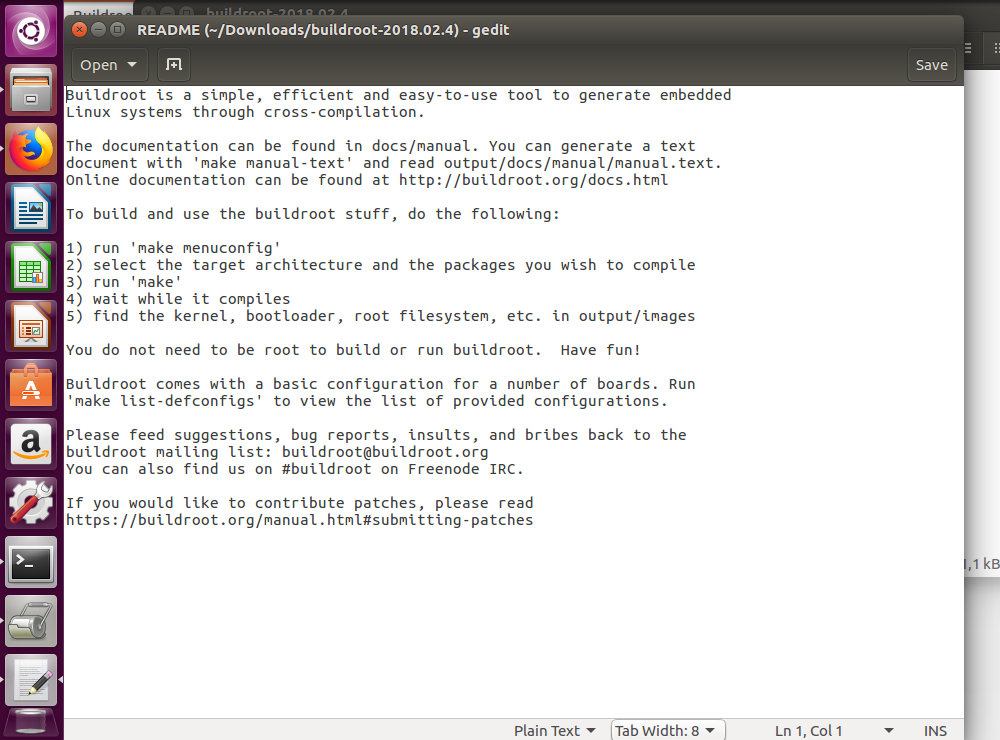 Buildroot
buildroot-2018.02.4
README (~/Downloads/buildroot-2018.02.4) - gedit
Open
Save
Buildroot is a simple, efficient and easy-to-use tool to generate embedded
Linux systems through cross-compilation.
The documentation can be found in docs/manual. You can generate a text
document with 'make manual-text' and read output/docs/manual/manual.text.
Online documentation can be found at http://buildroot.org/docs.html
To build and use the buildroot stuff, do the following:
1) run 'make menuconfig'
2) select the target architecture and the packages you wish to compile
3) run 'make'
4) wait while it compiles
5) find the kernel, bootloader, root filesystem, etc. in output/images
You do not need to be root to build or run buildroot.  Have fun!
Buildroot comes with a basic configuration for a number of boards. Run
'make list-defconfigs' to view the list of provided configurations.
Please feed suggestions, bug reports, insults, and bribes back to the
buildroot mailing list: buildroot@buildroot.org
You can also find us on #buildroot on Freenode IRC.
If you would like to contribute patches, please read
https://buildroot.org/manual.html#submitting-patches
1,1 kB
Plain Text
Tab Width: 8
Ln 1, Col 1
INS